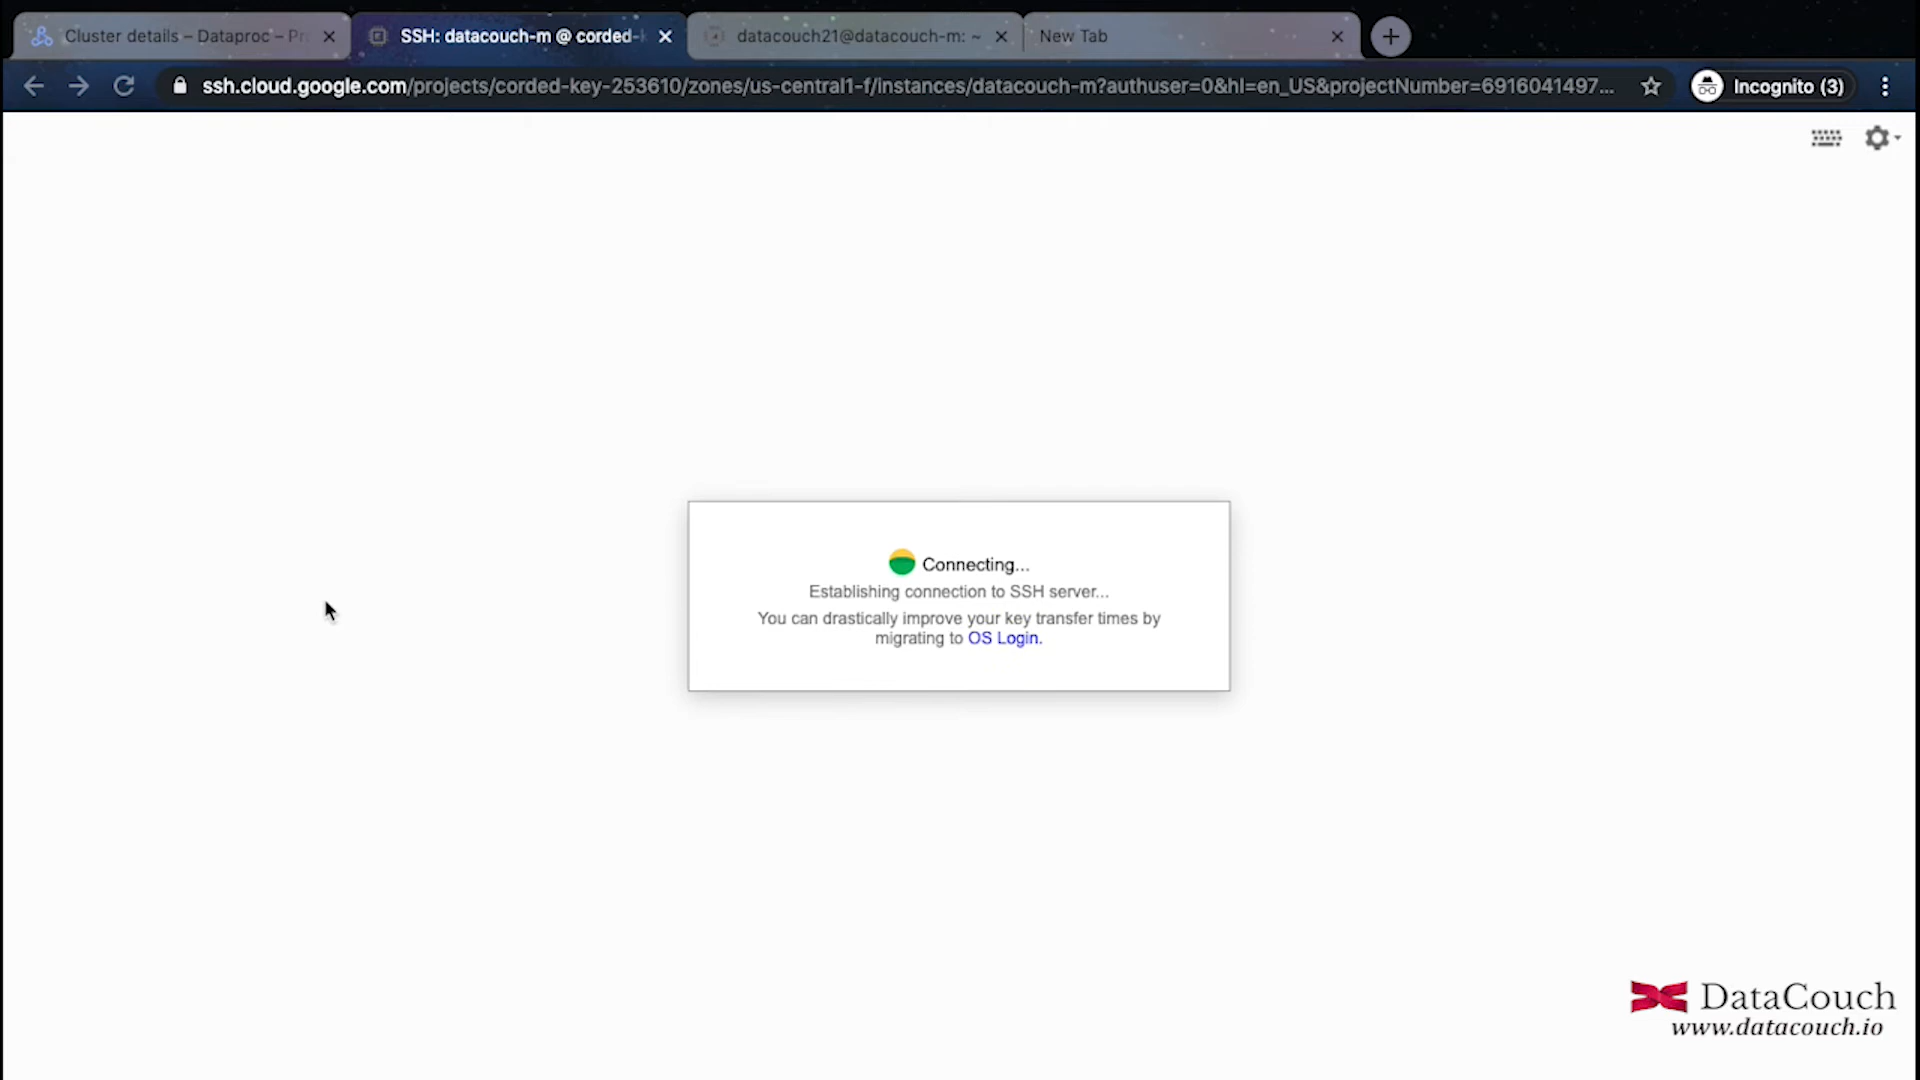 Cluster details – Dataproc – Pr
SSH: datacouch-m @ corded-k
datacouch21@datacouch-m: ~
New Tab
ssh.cloud.google.com/projects/corded-key-253610/zones/us-central1-f/instances/datacouch-m?authuser=0&hl=en_US&projectNumber=6916041497...
Incognito (3)
Connecting...
Establishing connection to SSH server...
You can drastically improve your key transfer times by
migrating to OS Login.
DataCouch
www.datacouch.io